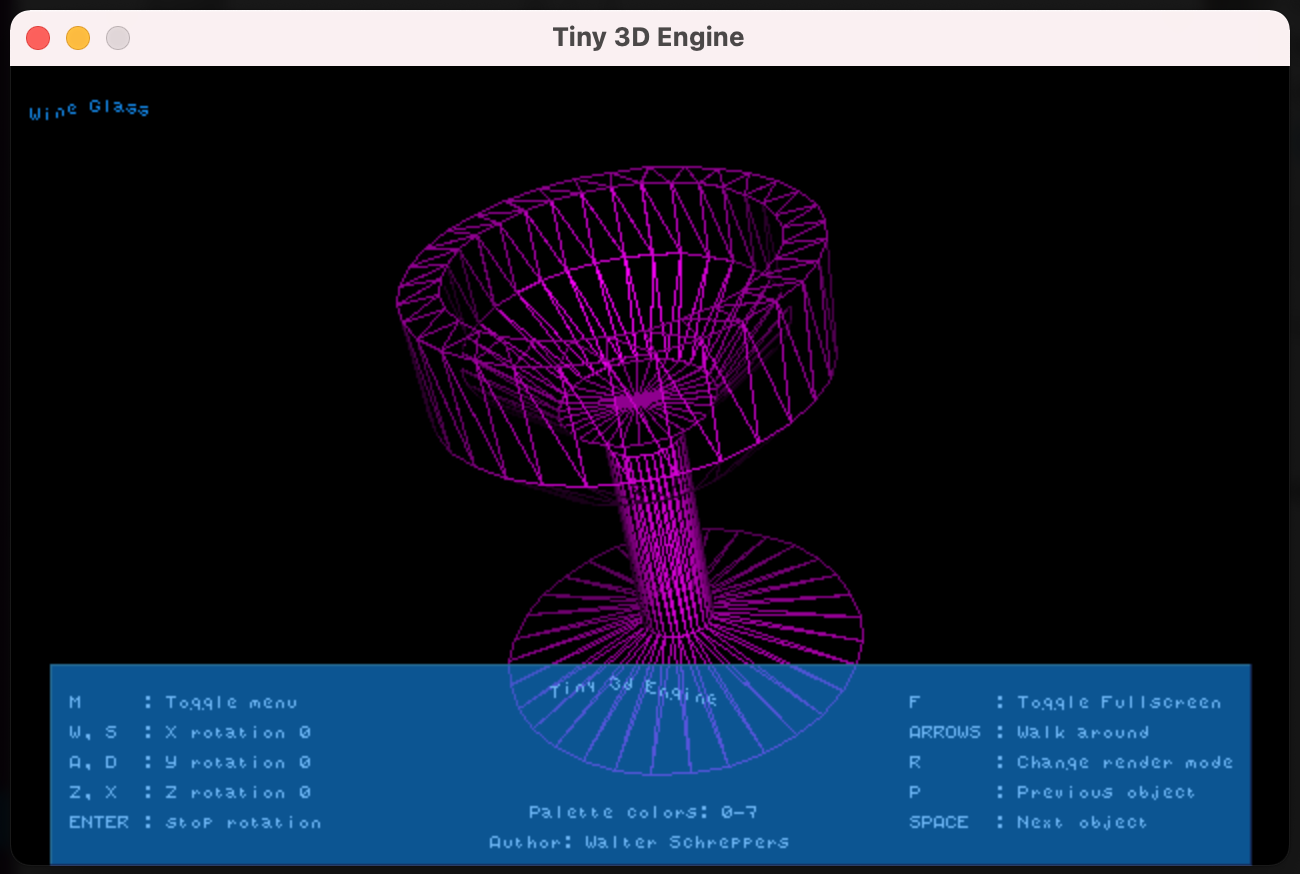 Tiny 3D Engine
Wine Glass
Tiny 3d Engine
M : Toggle menu
W, S : X rotation 0
A, D : Y rotation 0
Z, X : Z rotation 0
ENTER : stop rotation
Palette colors: 0-7
Author: Walter Schreppers
F : Toggle Fullscreen
ARROWS : Walk around
R : Change render mode
P : Previous object
SPACE : Next object